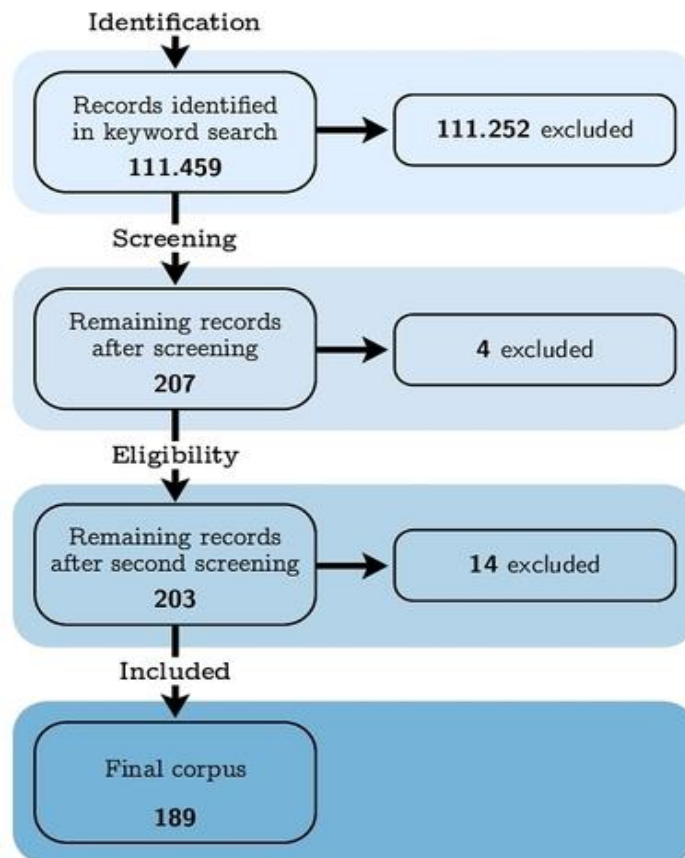 Identification
Records identified
in keyword search
111.459
111.252 excluded
Screening
Remaining records
after screening
207
4 excluded
Eligibility
Remaining records
after second screening
203
14 excluded
Included
Final corpus
189